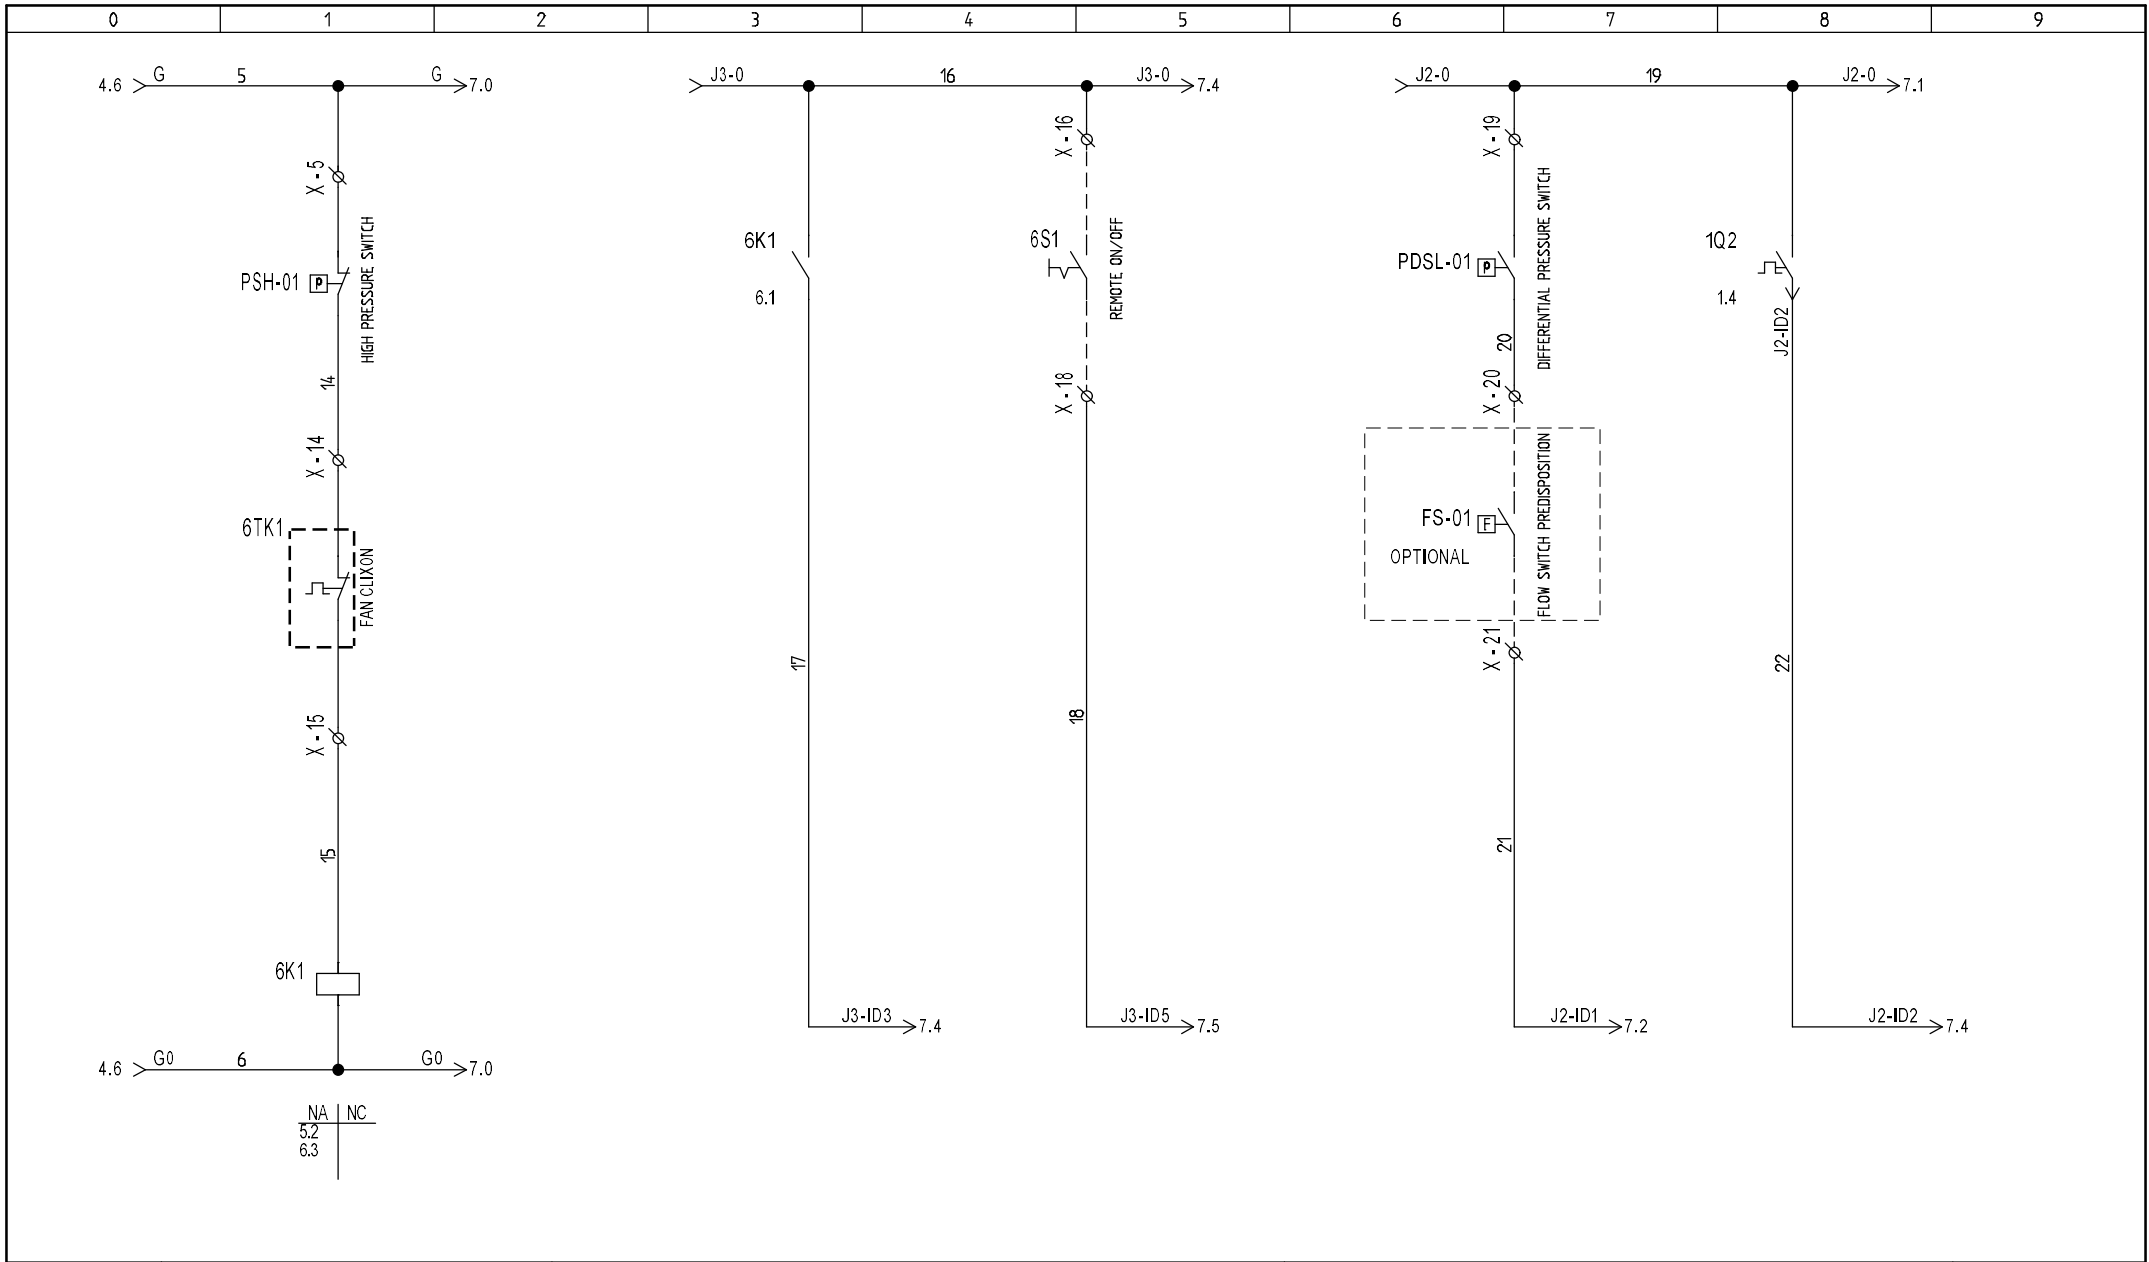 0 1 2 3 4 5 6 7 8 9
4.6 G 5 G 7.0
J3-0 16 J3-0 7.4
J2-0 19 J2-0 7.1
X - 5
PSH-01 P
HIGH PRESSURE SWITCH
14
X - 14
6TK1
FAN CLIXON
X - 15
15
6K1
4.6 G0 6 G0 7.0
NA NC
5.2
6.3
6K1
6.1
17
J3-ID3 7.4
X - 16
6S1
REMOTE ON/OFF
X - 18
18
J3-ID5 7.5
X - 19
PDSL-01 P
DIFFERENTIAL PRESSURE SWITCH
20
X - 20
FS-01 F
OPTIONAL
FLOW SWITCH PREDISPOSITION
X - 21
21
J2-ID1 7.2
1Q2
1.4
J2-ID2
22
J2-ID2 7.4